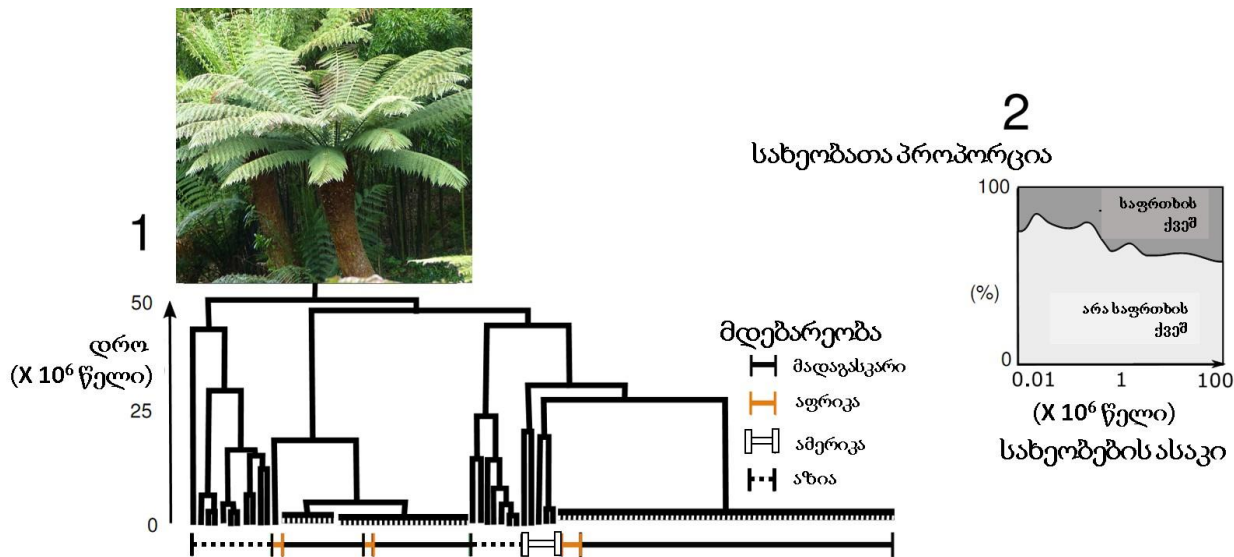 1
50
დრო
(X 10⁶ წელი)
25
0
მდებარეობა
მადაგასკარი
აფრიკა
ამერიკა
აზია
2
სახეობათა პროპორცია
100
(%)
0
საფრთხის
ქვეშ
არა საფრთხის
ქვეშ
0.01 1 100
(X 10⁶ წელი)
სახეობების ასაკი